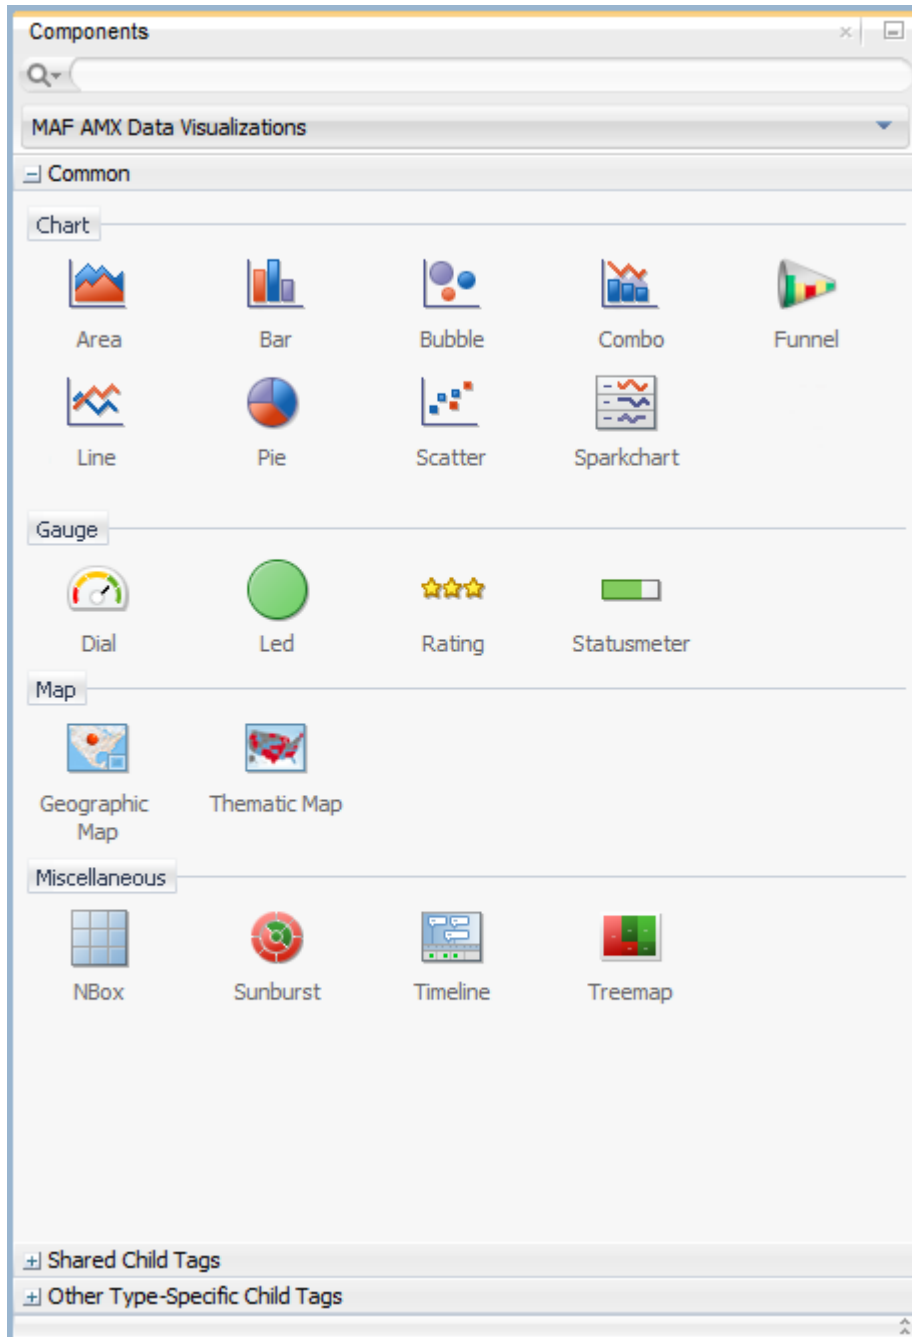 Components
MAF AMX Data Visualizations
Common
Chart
Area Bar Bubble Combo Funnel
Line Pie Scatter Sparkchart
Gauge
Dial Led Rating Statusmeter
Map
Geographic Thematic Map
Map
Miscellaneous
NBox Sunburst Timeline Treemap
Shared Child Tags
Other Type-Specific Child Tags